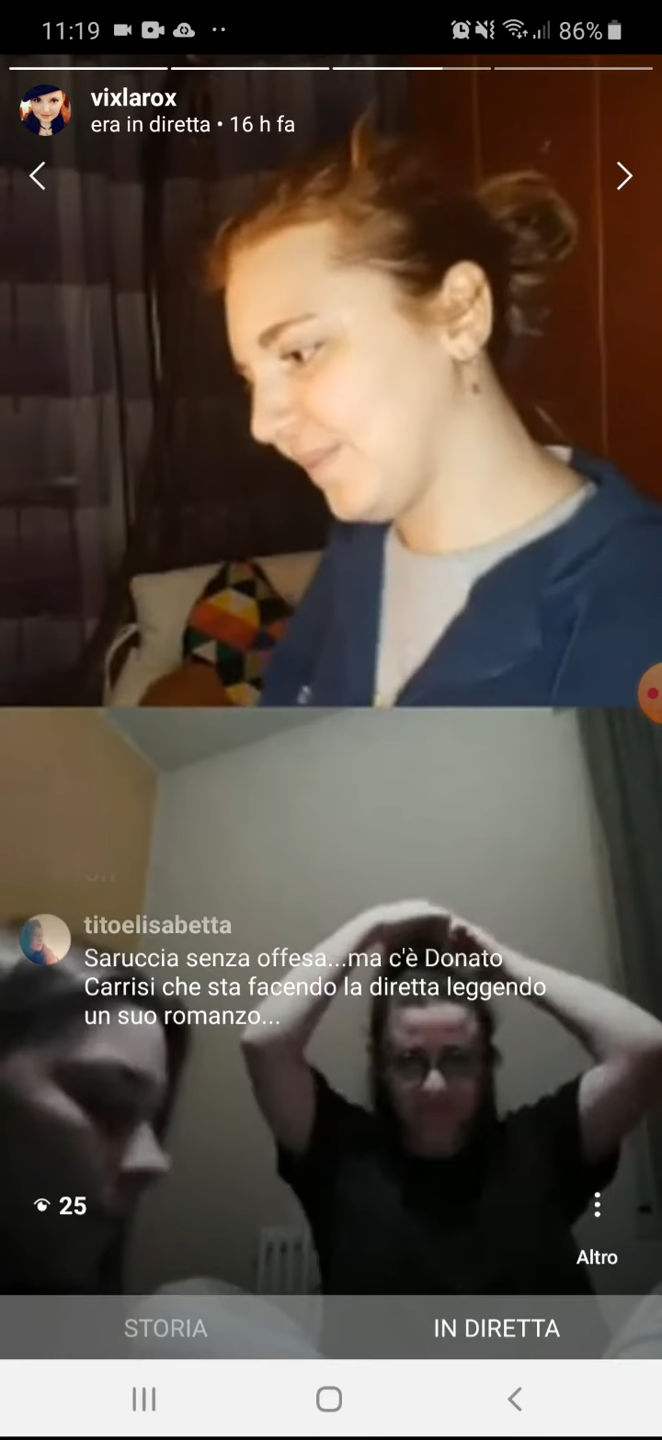 11:19
86%
vixlarox
era in diretta • 16 h fa
titoelisabetta
Saruccia senza offesa...ma c'è Donato
Carrisi che sta facendo la diretta leggendo
un suo romanzo...
25
Altro
STORIA
IN DIRETTA